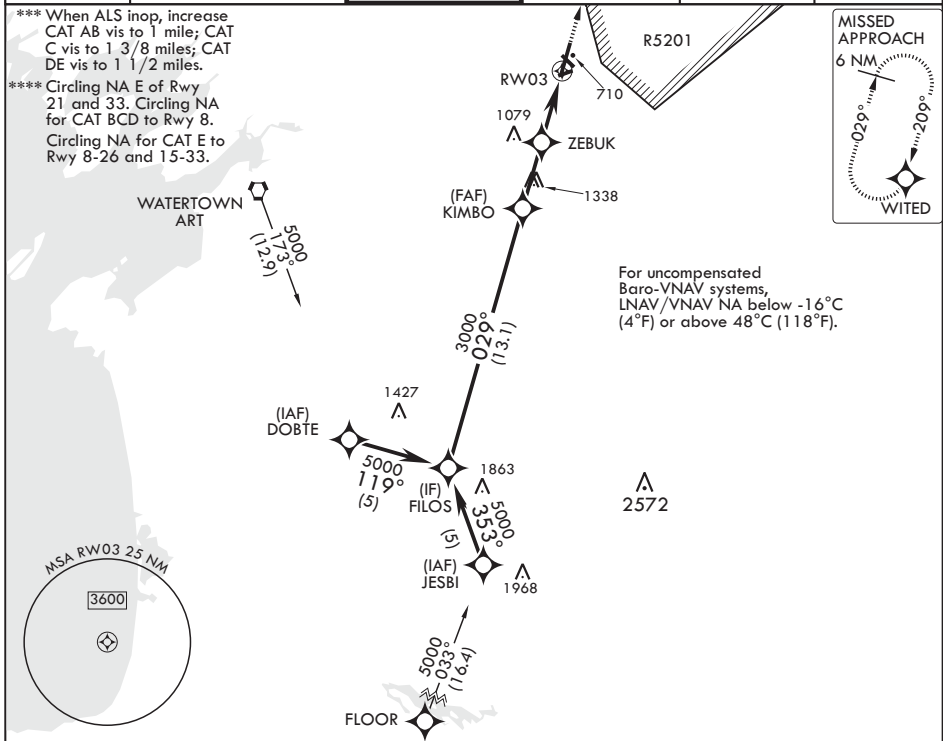 *** When ALS inop, increase
CAT AB vis to 1 mile; CAT
C vis to 1 3/8 miles; CAT
DE vis to 1 1/2 miles.
**** Circling NA E of Rwy
21 and 33. Circling NA
for CAT BCD to Rwy 8.
Circling NA for CAT E to
Rwy 8-26 and 15-33.
R5201
MISSED
APPROACH
6 NM
029°
209°
WITED
RW03
710
1079
ZEBUK
1338
(FAF)
KIMBO
WATERTOWN
ART
5000
173°
(12.9)
For uncompensated
Baro-VNAV systems,
LNAV/VNAV NA below -16°C
(4°F) or above 48°C (118°F).
3000
029°
(13.1)
1427
(IAF)
DOBTE
5000
119°
(5)
(IF)
FILOS
1863
5000
353°
(5)
2572
(IAF)
JESBI
1968
MSA RW03 25 NM
3600
5000
033°
(16.4)
FLOOR